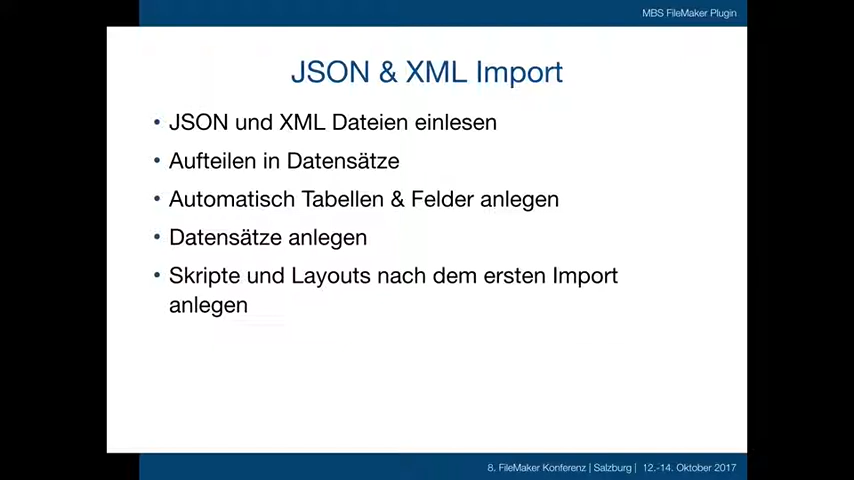 MBS FileMaker Plugin
JSON & XML Import
• JSON und XML Dateien einlesen
• Aufteilen in Datensätze
• Automatisch Tabellen & Felder anlegen
• Datensätze anlegen
• Skripte und Layouts nach dem ersten Import
anlegen
8. FileMaker Konferenz | Salzburg | 12.-14. Oktober 2017